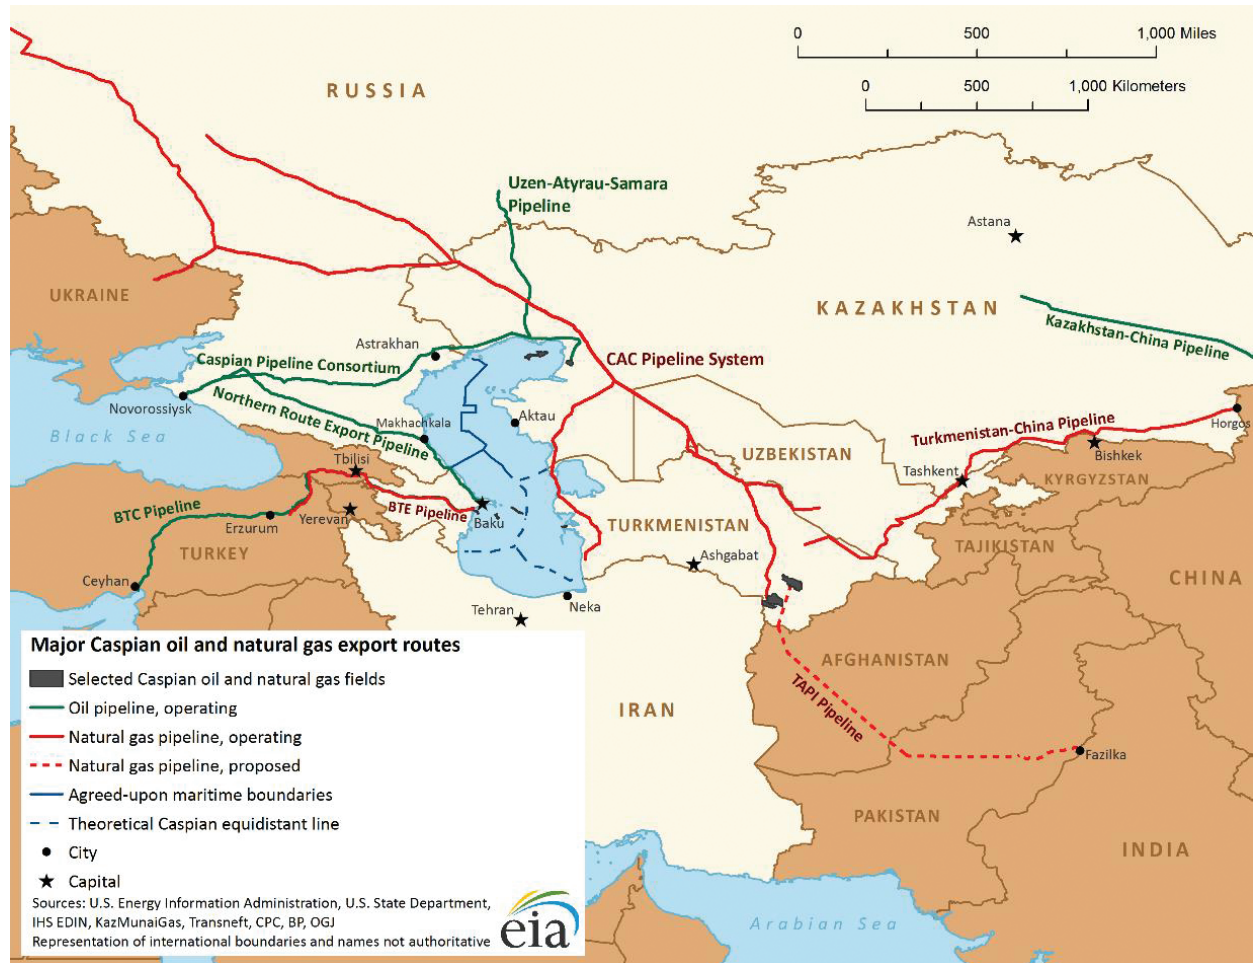 0 500 1,000 Miles
0 500 1,000 Kilometers
RUSSIA
Uzen-Atyrau-Samara
Pipeline
Astana
UKRAINE
KAZAKHSTAN
Kazakhstan-China Pipeline
Astrakhan
Caspian Pipeline Consortium
CAC Pipeline System
Novorossiysk
Northern Route Export Pipeline
Makhachkala
Aktau
Turkmenistan-China Pipeline
Horgos
Black Sea
Bishkek
Tbilisi
UZBEKISTAN
Tashkent
KYRGYZSTAN
BTC Pipeline
Erzurum
Yerevan
BTE Pipeline
Baku
TURKMENISTAN
TURKEY
Ashgabat
TAJIKISTAN
CHINA
Ceyhan
Tehran
Neka
AFGHANISTAN
TAPI Pipeline
IRAN
Fazilka
PAKISTAN
INDIA
Arabian Sea
Major Caspian oil and natural gas export routes
Selected Caspian oil and natural gas fields
Oil pipeline, operating
Natural gas pipeline, operating
Natural gas pipeline, proposed
Agreed-upon maritime boundaries
Theoretical Caspian equidistant line
City
Capital
Sources: U.S. Energy Information Administration, U.S. State Department,
IHS EDIN, KazMunaiGas, Transneft, CPC, BP, OGJ
Representation of international boundaries and names not authoritative
eia